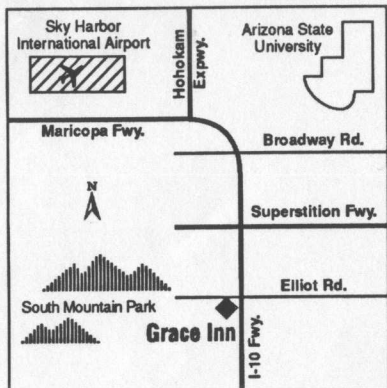 Sky Harbor
International Airport
Hohokam
Expwy.
Arizona State
University
Maricopa Fwy.
Broadway Rd.
N
Superstition Fwy.
Elliot Rd.
South Mountain Park
Grace Inn
I-10 Fwy.